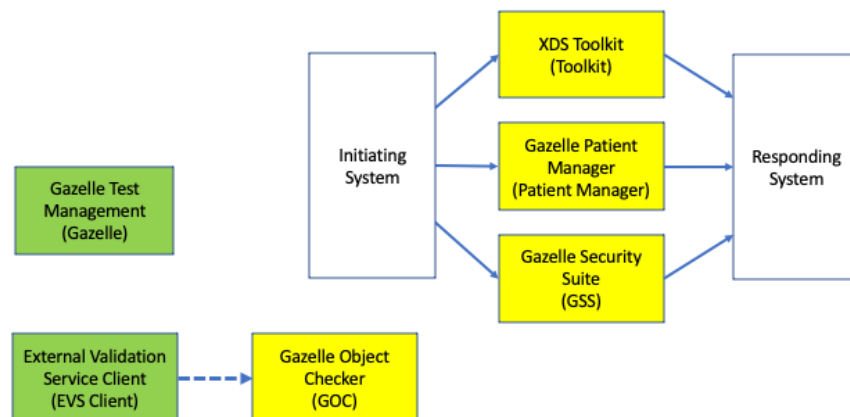 XDS Toolkit
(Toolkit)
Initiating
System
Gazelle Patient
Manager
(Patient Manager)
Responding
System
Gazelle Test
Management
(Gazelle)
Gazelle Security
Suite
(GSS)
External Validation
Service Client
(EVS Client)
Gazelle Object
Checker
(GOC)